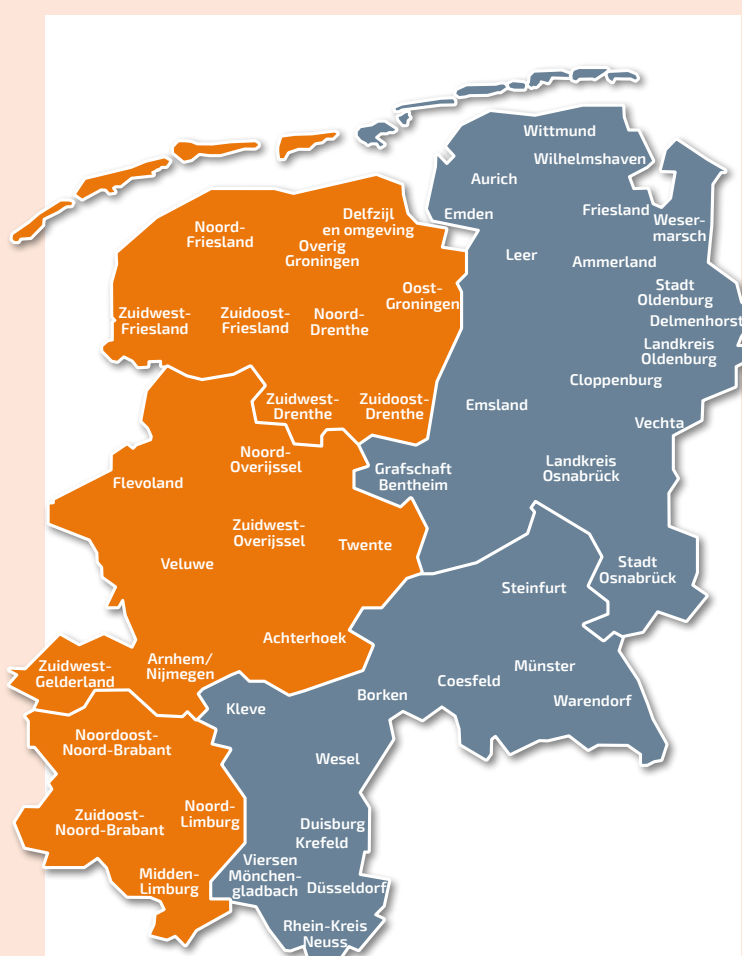 Wittmund
Wilhelmshaven
Aurich
Emden
Friesland
Weser-
marsch
Leer
Ammerland
Stadt
Oldenburg
Delmenhorst
Landkreis
Oldenburg
Cloppenburg
Emsland
Vechta
Grafschaft
Bentheim
Landkreis
Osnabrück
Stadt
Osnabrück
Noord-
Friesland
Delfzijl
en omgeving
Overig
Groningen
Oost-
Groningen
Zuidwest-
Friesland
Zuidoost-
Friesland
Noord-
Drenthe
Zuidwest-
Drenthe
Zuidoost-
Drenthe
Noord-
Overijssel
Flevoland
Zuidwest-
Overijssel
Twente
Veluwe
Achterhoek
Arnhem/
Nijmegen
Zuidwest-
Gelderland
Steinfurt
Münster
Coesfeld
Borken
Warendorf
Kleve
Wesel
Noordoost-
Noord-Brabant
Zuidoost-
Noord-Brabant
Noord-
Limburg
Midden-
Limburg
Duisburg
Krefeld
Viersen
Mönchen-
gladbach
Düsseldorf
Rhein-Kreis
Neuss